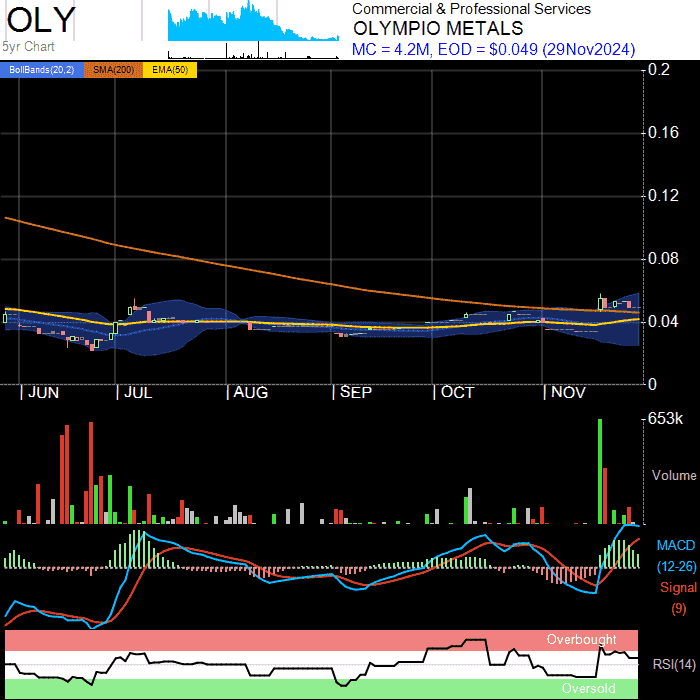 OLY
5yr Chart
Commercial & Professional Services
OLYMPIO METALS
MC = 4.2M, EOD = $0.049 (29Nov2024)
BollBands(20,2) SMA(200) EMA(50)
0.2
0.16
0.12
0.08
0.04
0
JUN JUL AUG SEP OCT NOV
653k
Volume
MACD
(12-26)
Signal
(9)
Overbought
RSI(14)
Oversold